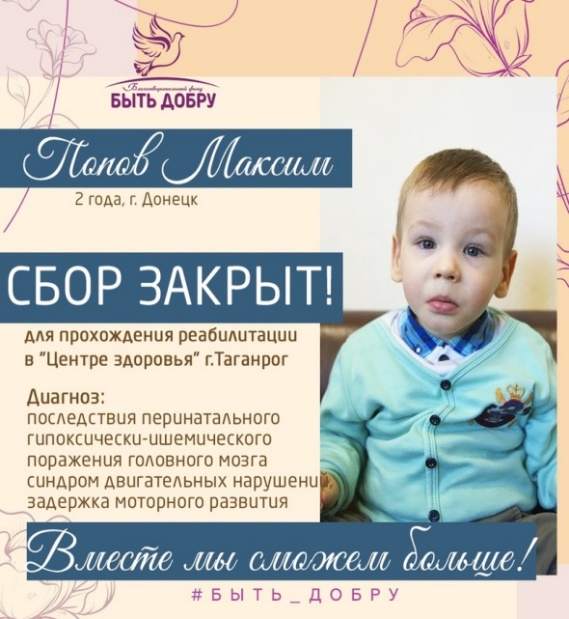 Благотворительный фонд
БЫТЬ ДОБРУ
Попов Максим
2 года, г. Донецк
СБОР ЗАКРЫТ!
для прохождения реабилитации
в "Центре здоровья" г.Таганрог
Диагноз:
последствия перинатального
гипоксически-ишемического
поражения головного мозга
синдром двигательных нарушений,
задержка моторного развития
Вместе мы сможем больше!
#БЫТЬ_ДОБРУ